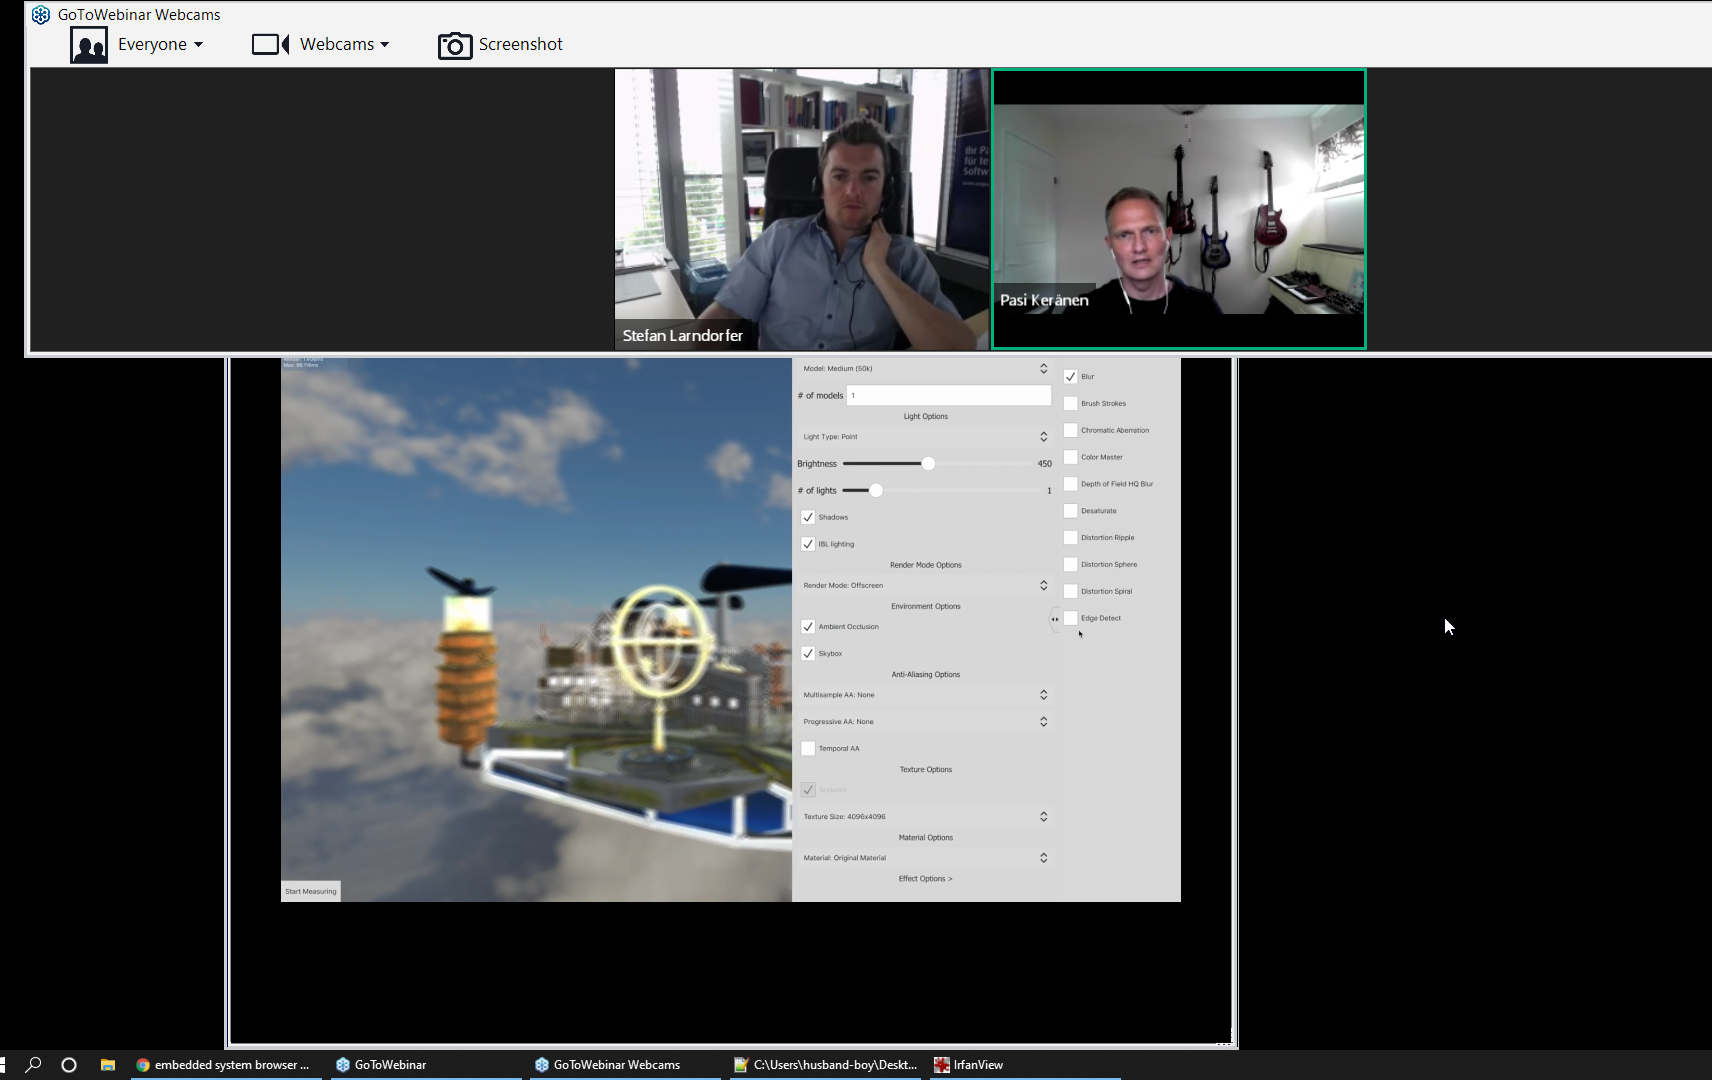 GoToWebinar Webcams
Everyone
Webcams
Screenshot
Ihr Pa
für te
Softw
Stefan Larndorfer
Pasi Keränen
Model: Medium (50k)
# of models 1
Light Options
Light Type: Point
Brightness 450
# of lights 1
Shadows
IBL lighting
Render Mode Options
Render Mode: Offscreen
Environment Options
Ambient Occlusion
Skybox
Anti-Aliasing Options
Multisample AA: None
Progressive AA: None
Temporal AA
Texture Options
Textures
Texture Size: 4096x4096
Material Options
Material: Original Material
Effect Options >
Blur
Brush Strokes
Chromatic Aberration
Color Master
Depth of Field HQ Blur
Desaturate
Distortion Ripple
Distortion Sphere
Distortion Spiral
Edge Detect
Start Measuring
embedded system browser ...
GoToWebinar
GoToWebinar Webcams
C:\Users\husband-boy\Deskt...
IrfanView